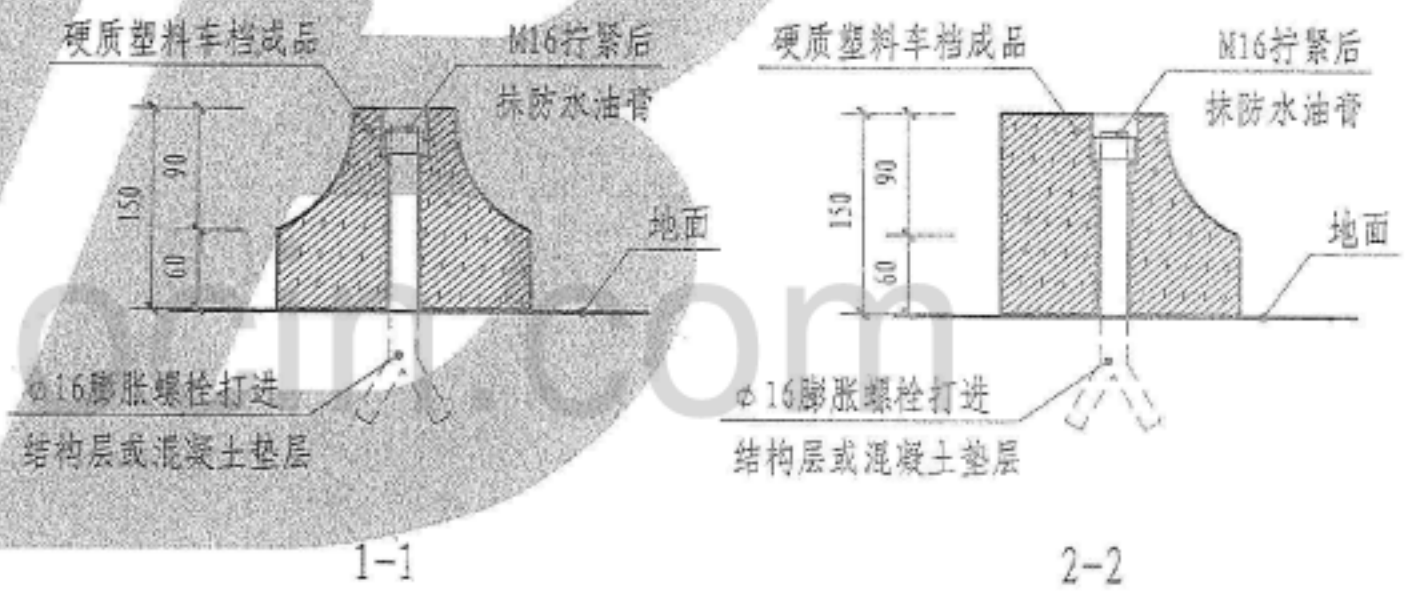 硬质塑料车档成品
M16拧紧后
抹防水油膏
150
90
60
地面
ϕ16膨胀螺栓打进
结构层或混凝土垫层
1-1
硬质塑料车档成品
M16拧紧后
抹防水油膏
150
90
60
地面
ϕ16膨胀螺栓打进
结构层或混凝土垫层
2-2